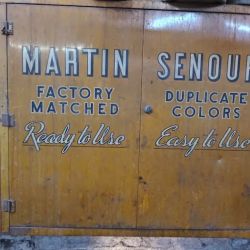 MARTIN
FACTORY
MATCHED
Ready to Use
SENOUR
DUPLICATE
COLORS
Easy to Use